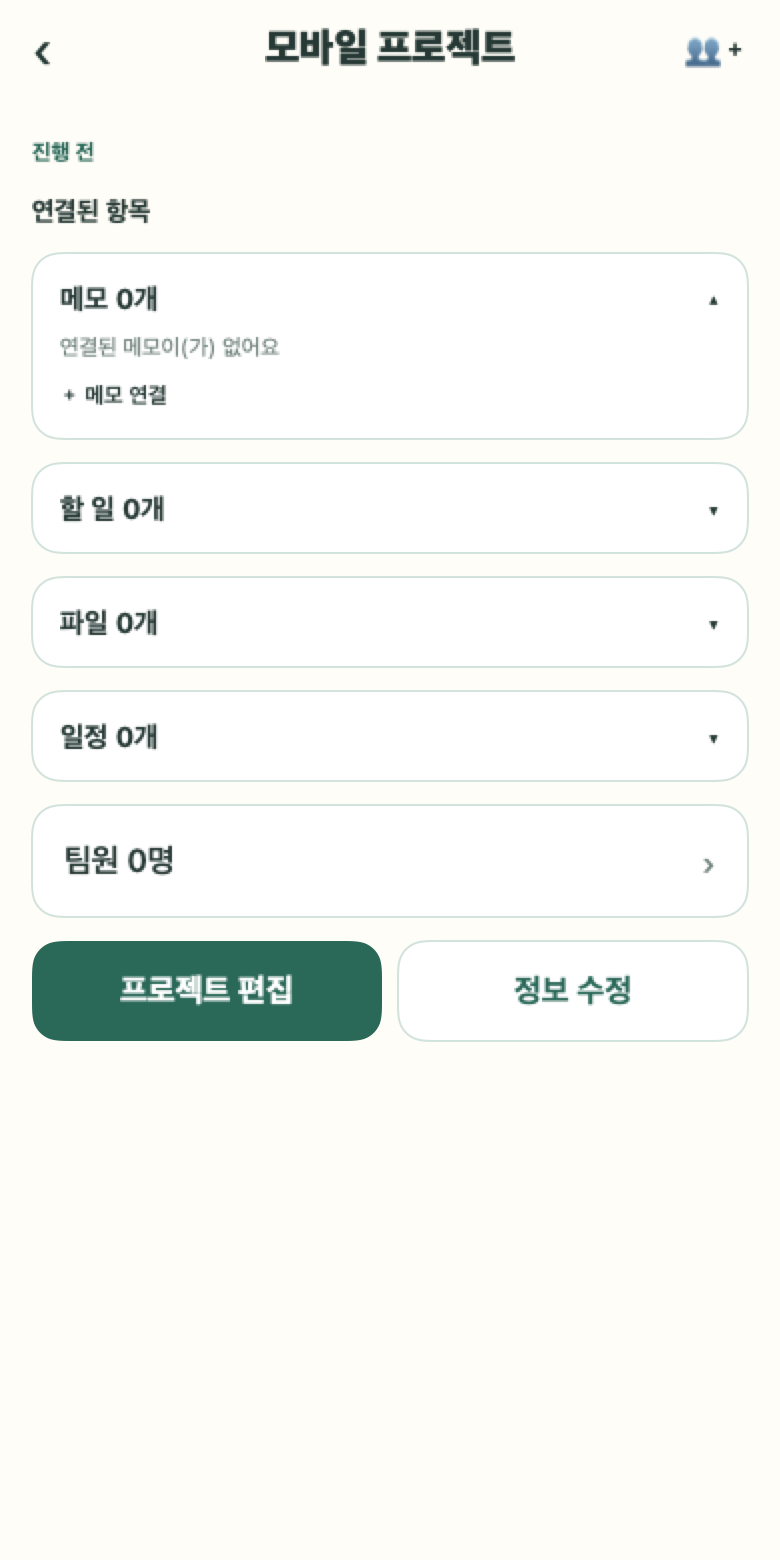 모바일 프로젝트
+
진행 전
연결된 항목
메모 0개
연결된 메모이(가) 없어요
+ 메모 연결
할 일 0개
파일 0개
일정 0개
팀원 0명
프로젝트 편집
정보 수정